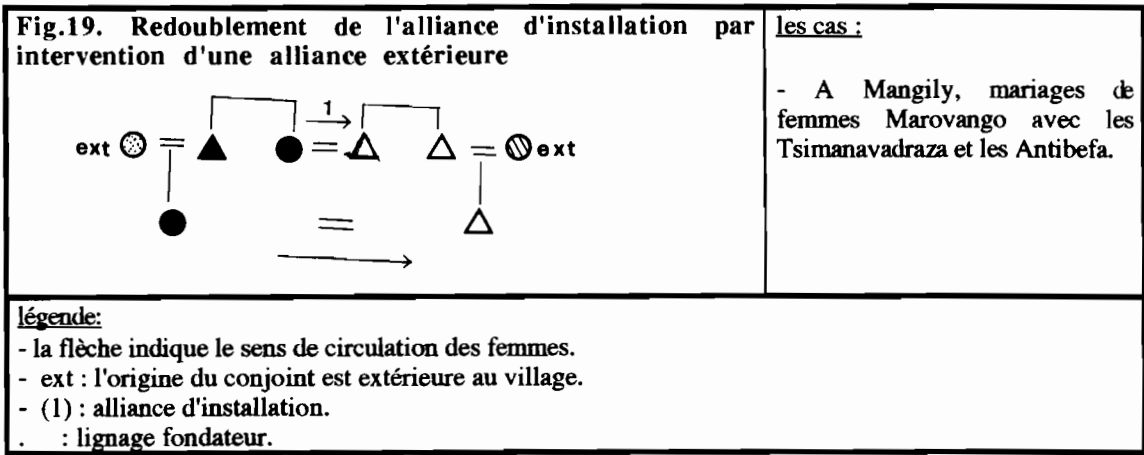 Fig.19. Redoublement de l'alliance d'installation par
intervention d'une alliance extérieure
1
ext
ext
les cas :
- A Mangily, mariages de
femmes Marovango avec les
Tsimanavadraza et les Antibefa.
légende:
- la flèche indique le sens de circulation des femmes.
- ext : l'origine du conjoint est extérieure au village.
- (1) : alliance d'installation.
. : lignage fondateur.